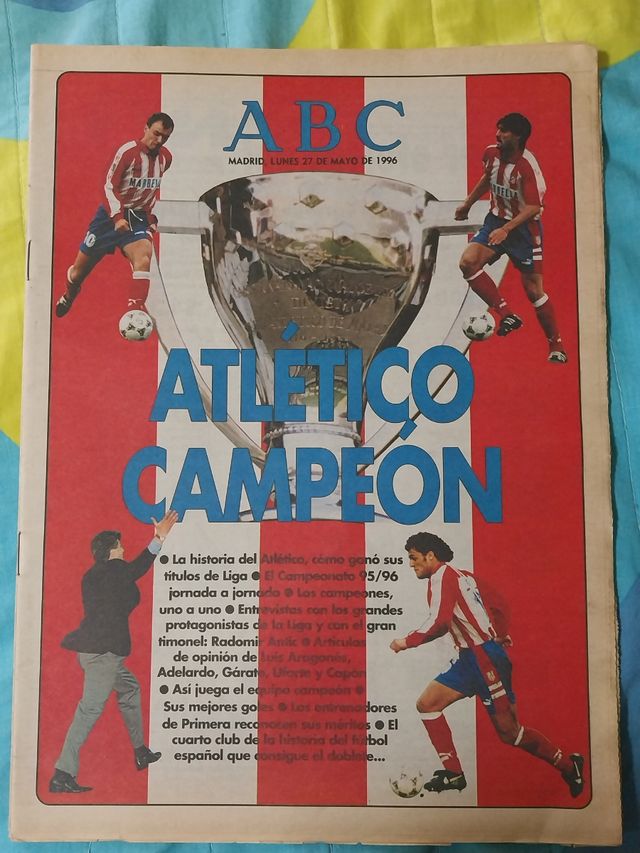 ABC
MADRID, LUNES 27 DE MAYO DE 1996
MARBELLA
ATLÉTICO
CAMPEÓN
● La historia del Atlético, cómo ganó sus
títulos de Liga ● El Campeonato 95/96
jornada a jornada ● Los campeones,
uno a uno ● Entrevistas con los grandes
protagonistas de la Liga y con el gran
timonel: Radomir Antic ● Artículos
de opinión de Luis Aragonés,
Adelardo, Gárate, Ufarte y Capón
● Así juega el equipo campeón ●
Sus mejores goles ● Los entrenadores
de Primera reconocen sus méritos ● El
cuarto club de la historia del fútbol
español que consigue el doblete...